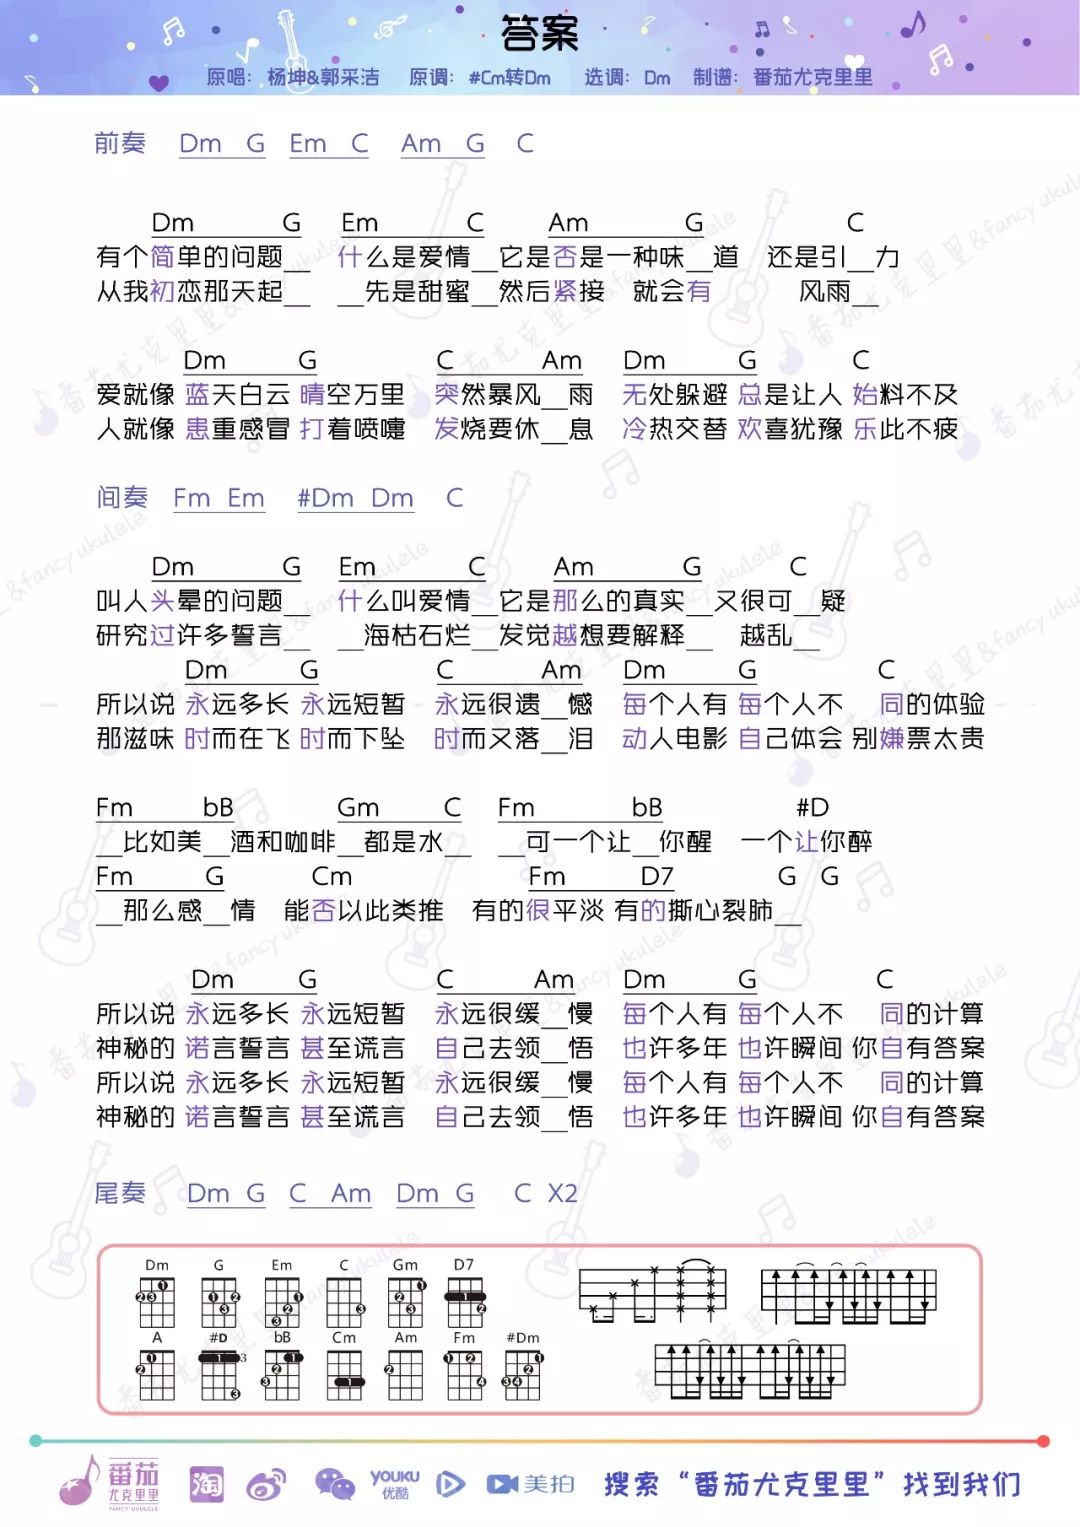 答案
原唱：杨坤&郭采洁 原调：#Cm转Dm 选调：Dm 制谱：番茄尤克里里
前奏 Dm G Em C Am G C
Dm G Em C Am G C
有个简单的问题__ 什么是爱情__它是否是一种味__道 还是引__力
从我初恋那天起__ __先是甜蜜__然后紧接 就会有 风雨__
Dm G C Am Dm G C
爱就像 蓝天白云 晴空万里 突然暴风__雨 无处躲避 总是让人 始料不及
人就像 患重感冒 打着喷嚏 发烧要休__息 冷热交替 欢喜犹豫 乐此不疲
间奏 Fm Em #Dm Dm C
Dm G Em C Am G C
叫人头晕的问题__ 什么叫爱情__它是那么的真实__又很可__疑
研究过许多誓言__ __海枯石烂__发觉越想要解释__ 越乱__
Dm G C Am Dm G C
所以说 永远多长 永远短暂 永远很遗__憾 每个人有 每个人不 同的体验
那滋味 时而在飞 时而下坠 时而又落__泪 动人电影 自己体会 别嫌票太贵
Fm bB Gm C Fm bB #D
__比如美__酒和咖啡__都是水__ __可一个让__你醒 一个让你醉
Fm G Cm Fm D7 G G
__那么感__情 能否以此类推 有的很平淡 有的撕心裂肺__
Dm G C Am Dm G C
所以说 永远多长 永远短暂 永远很缓__慢 每个人有 每个人不 同的计算
神秘的 诺言誓言 甚至谎言 自己去领__悟 也许多年 也许瞬间 你自有答案
所以说 永远多长 永远短暂 永远很缓__慢 每个人有 每个人不 同的计算
神秘的 诺言誓言 甚至谎言 自己去领__悟 也许多年 也许瞬间 你自有答案
尾奏 Dm G C Am Dm G C X2
Dm G Em C Gm D7
A #D bB Cm Am Fm #Dm
番茄
尤克里里
FANCY UKULELE
淘
YOUKU
优酷
美拍
搜索“番茄尤克里里”找到我们